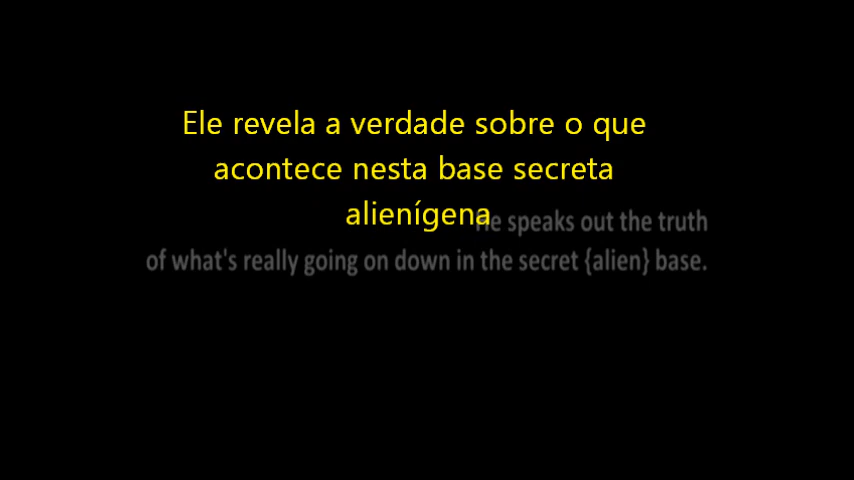 Ele revela a verdade sobre o que
acontece nesta base secreta
alienígena
He speaks out the truth
of what's really going on down in the secret {alien} base.